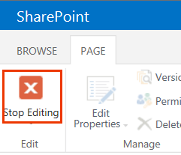 SharePoint
BROWSE PAGE
Stop Editing
Edit
Properties
Edit
Manage